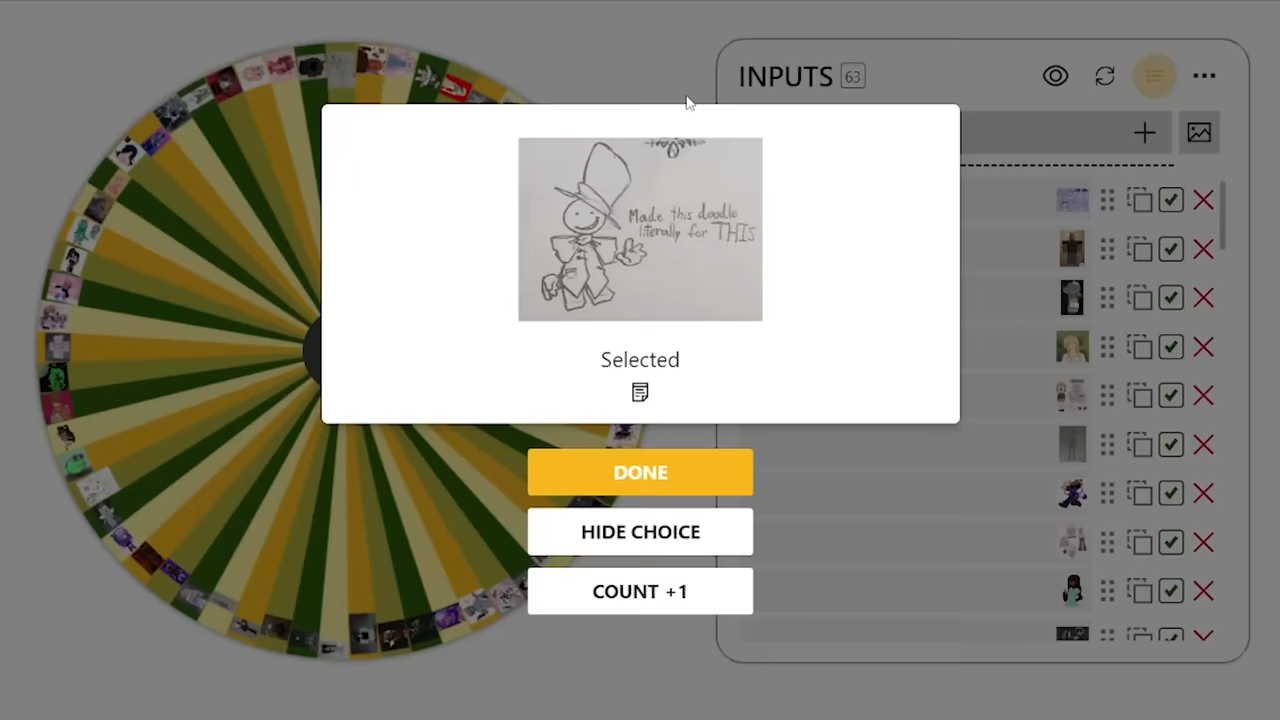 INPUTS 63
Made this doodle
literally for THIS
Selected
DONE
HIDE CHOICE
COUNT +1